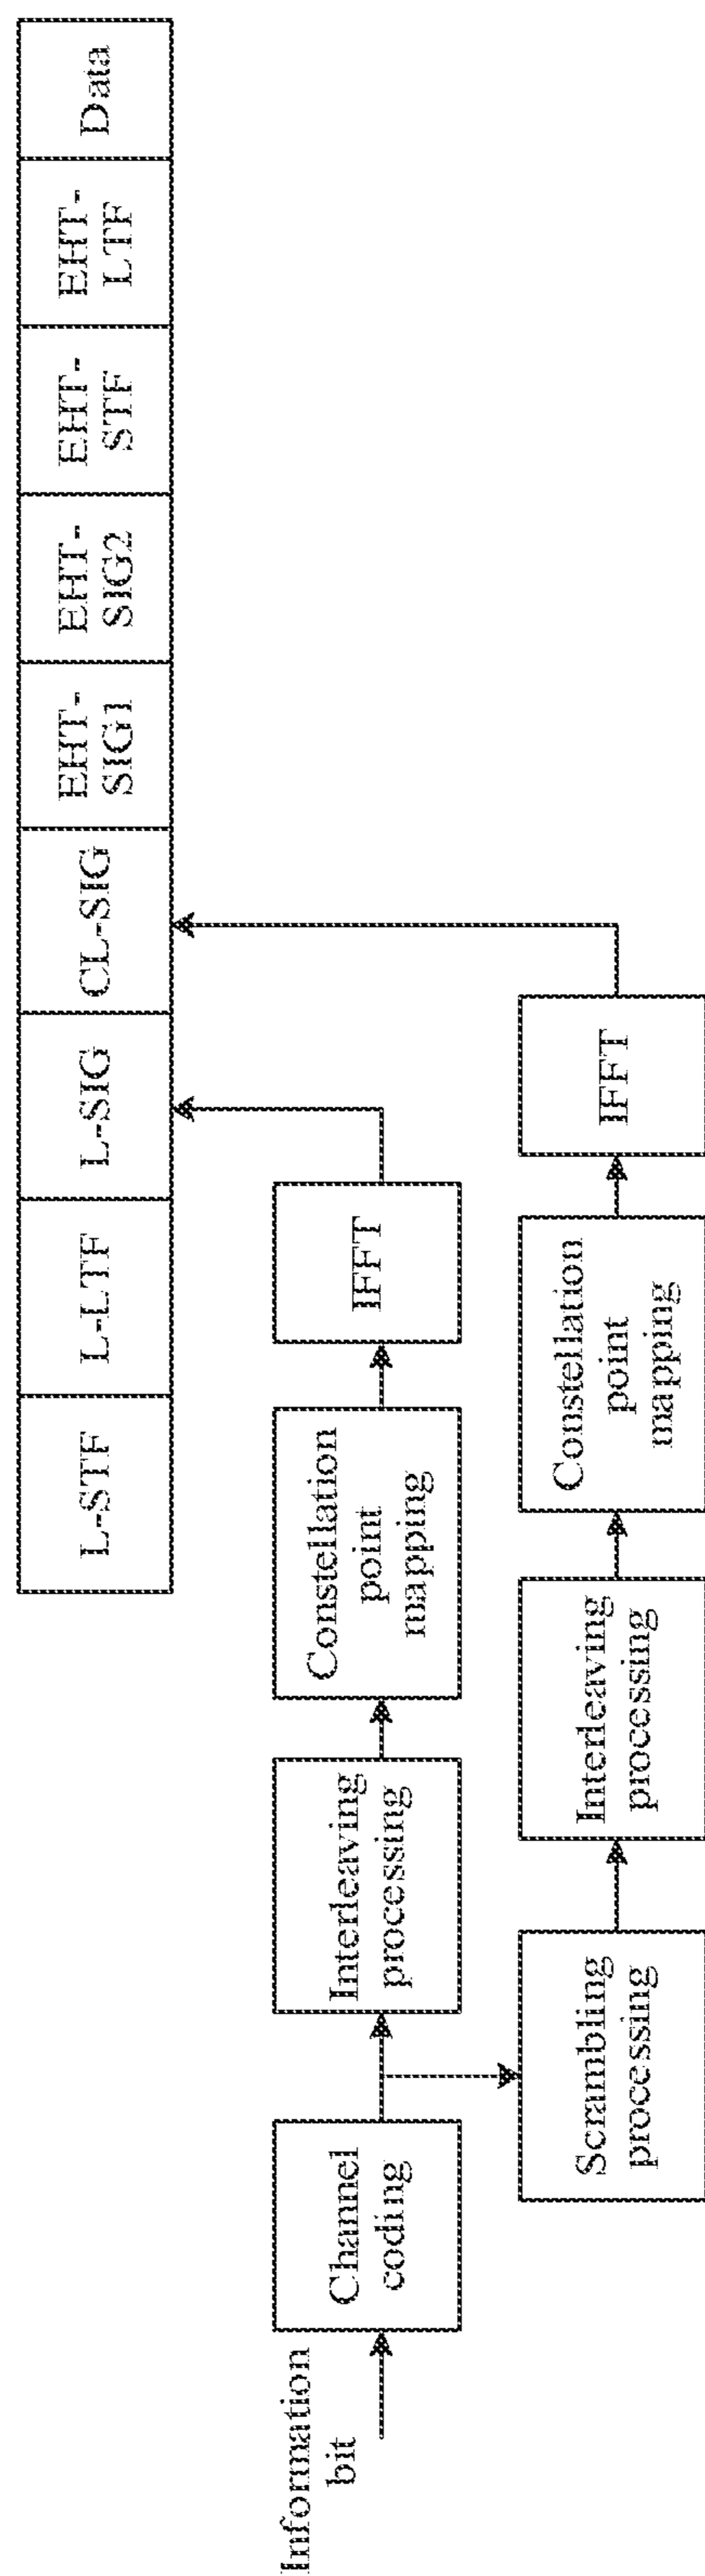 L-STF
L-LTF
L-SIG
CL-SIG
EHT-
SIG1
EHT-
SIG2
EHT-
STF
EHT-
LTF
Data
Information
bit
Channel
coding
Interleaving
processing
Constellation
point
mapping
IFFT
Scrambling
processing
Interleaving
processing
Constellation
point
mapping
IFFT